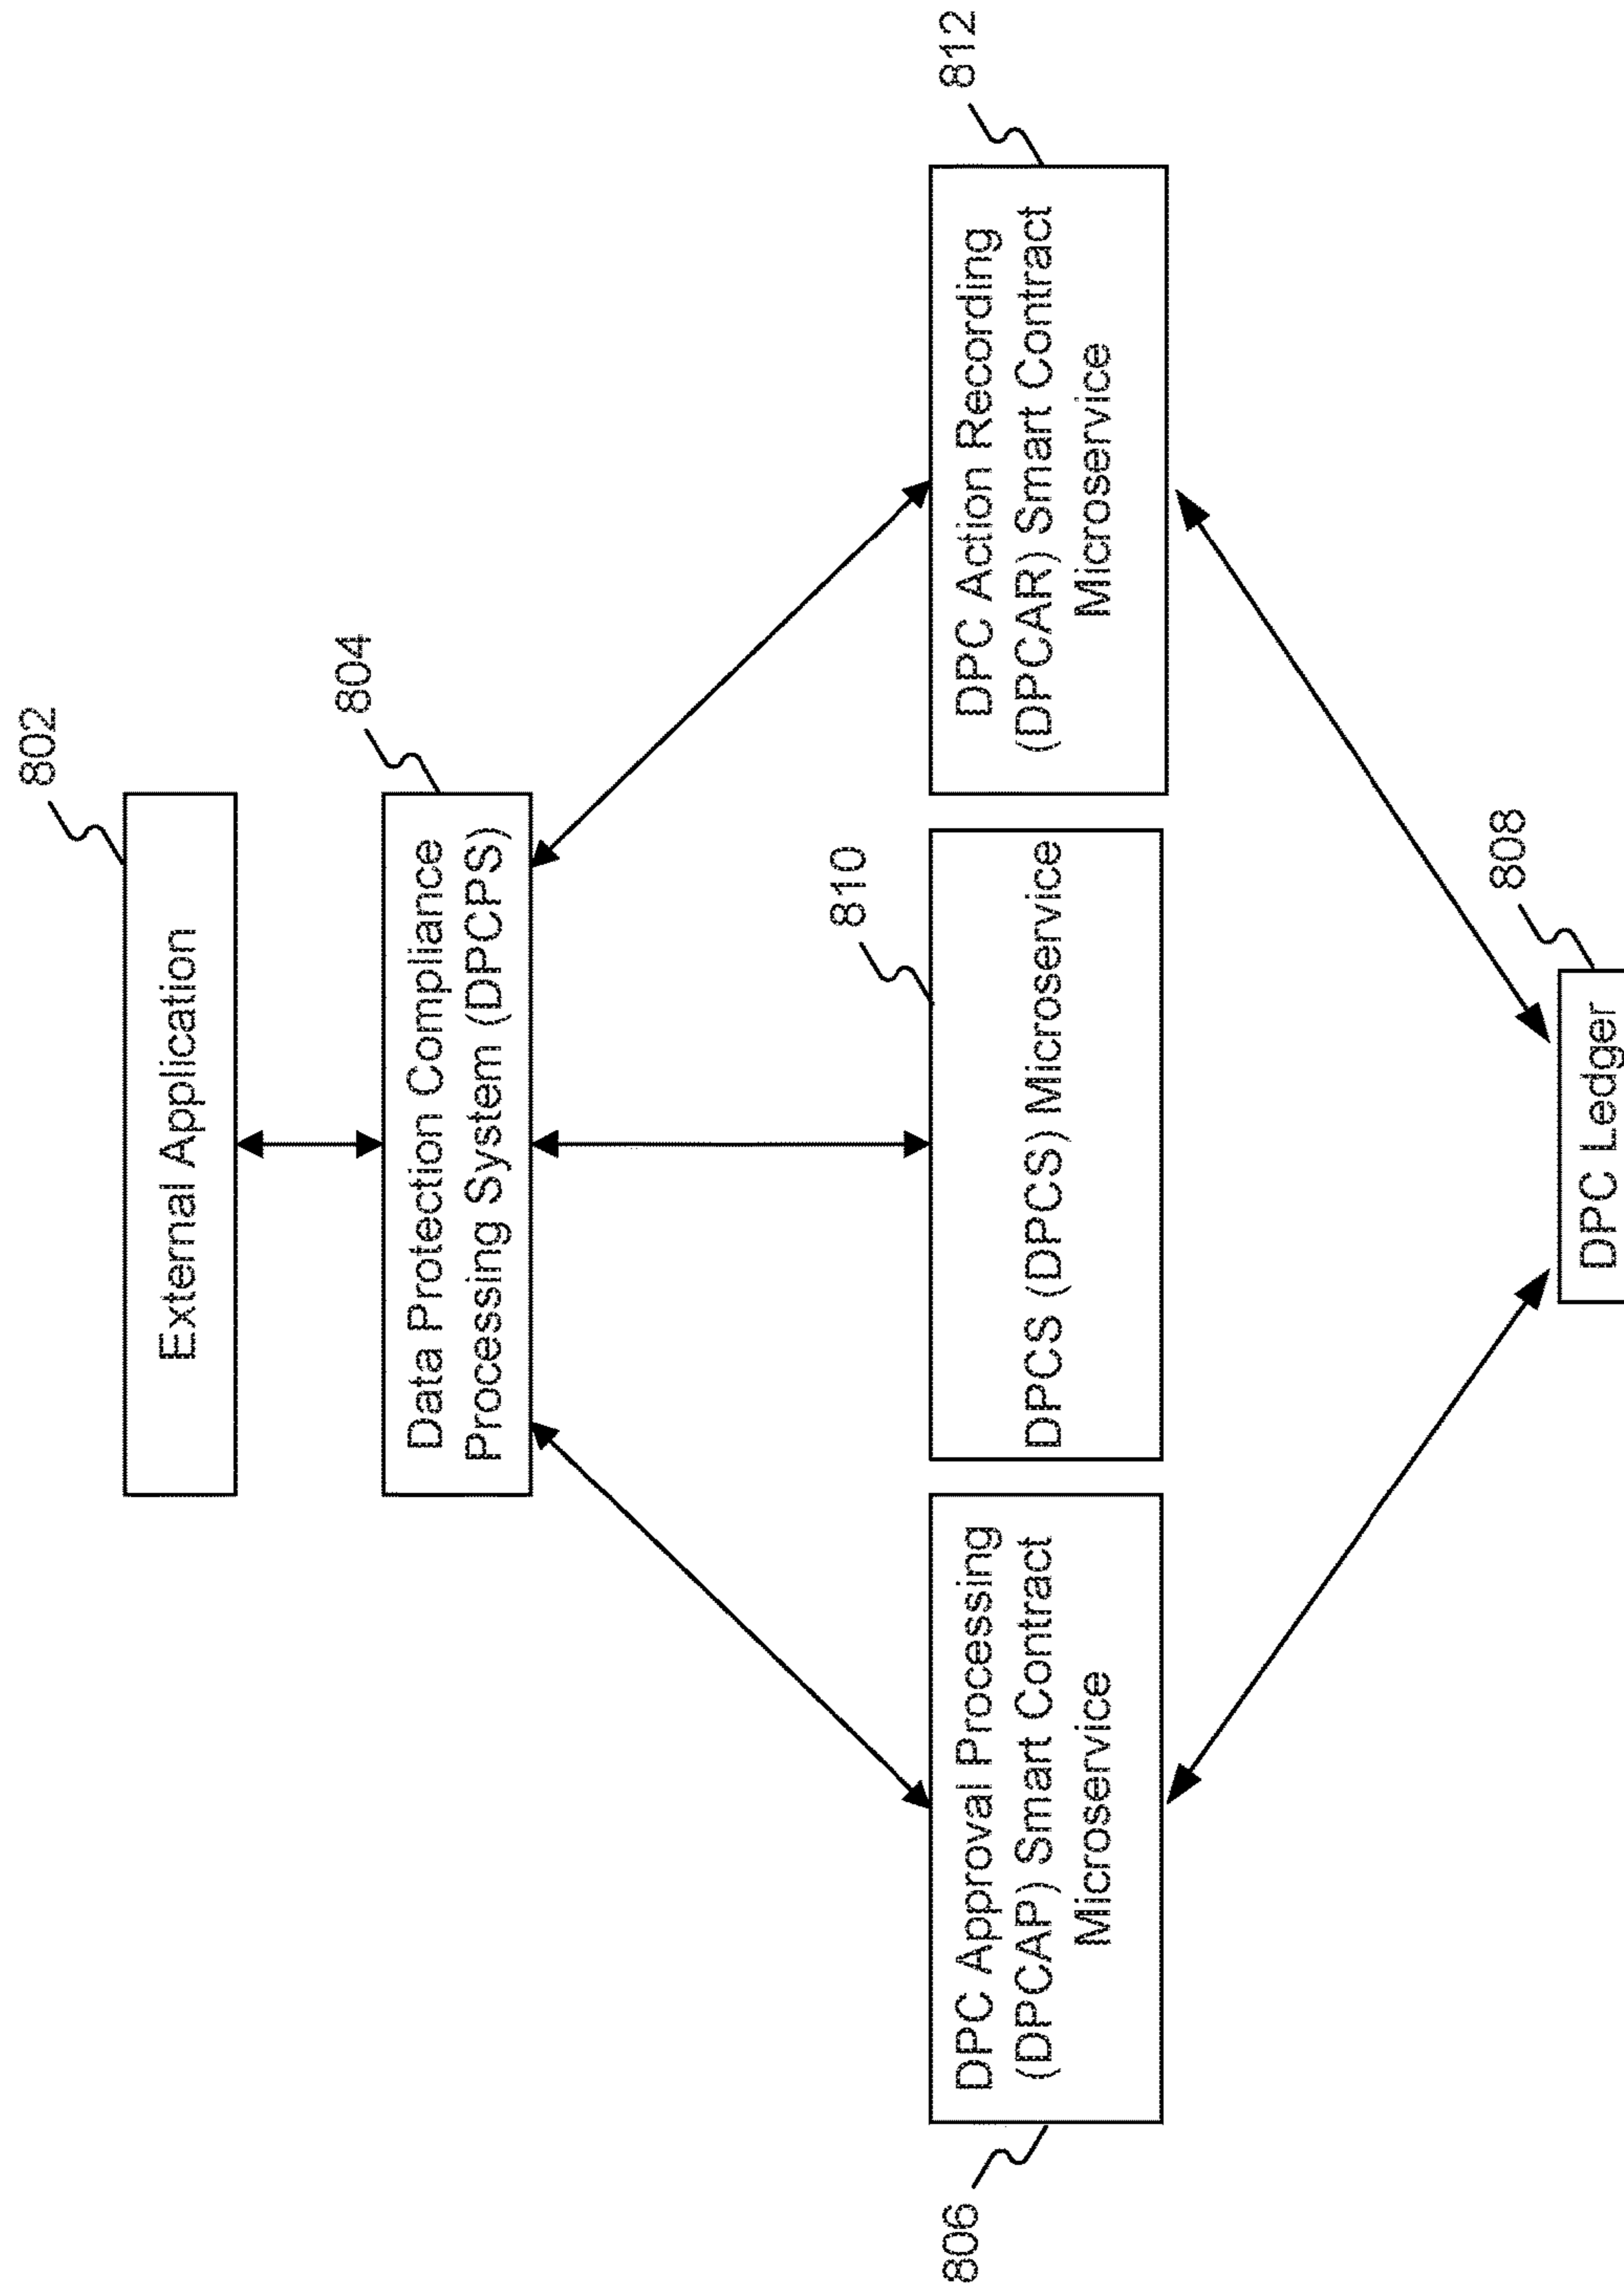 802
External Application
804
Data Protection Compliance
Processing System (DPCPS)
806
DPC Approval Processing
(DPCAP) Smart Contract
Microservice
810
DPCS (DPCS) Microservice
812
DPC Action Recording
(DPCAR) Smart Contract
Microservice
808
DPC Ledger